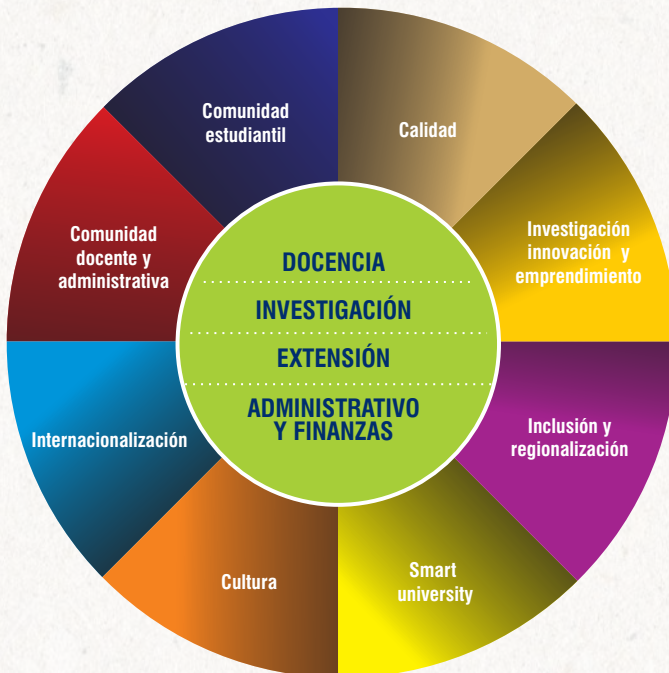 Comunidad
estudiantil
Calidad
Comunidad
docente y
administrativa
Investigación
innovación y
emprendimiento
DOCENCIA
INVESTIGACIÓN
EXTENSIÓN
ADMINISTRATIVO
Y FINANZAS
Internacionalización
Inclusión y
regionalización
Cultura
Smart
university